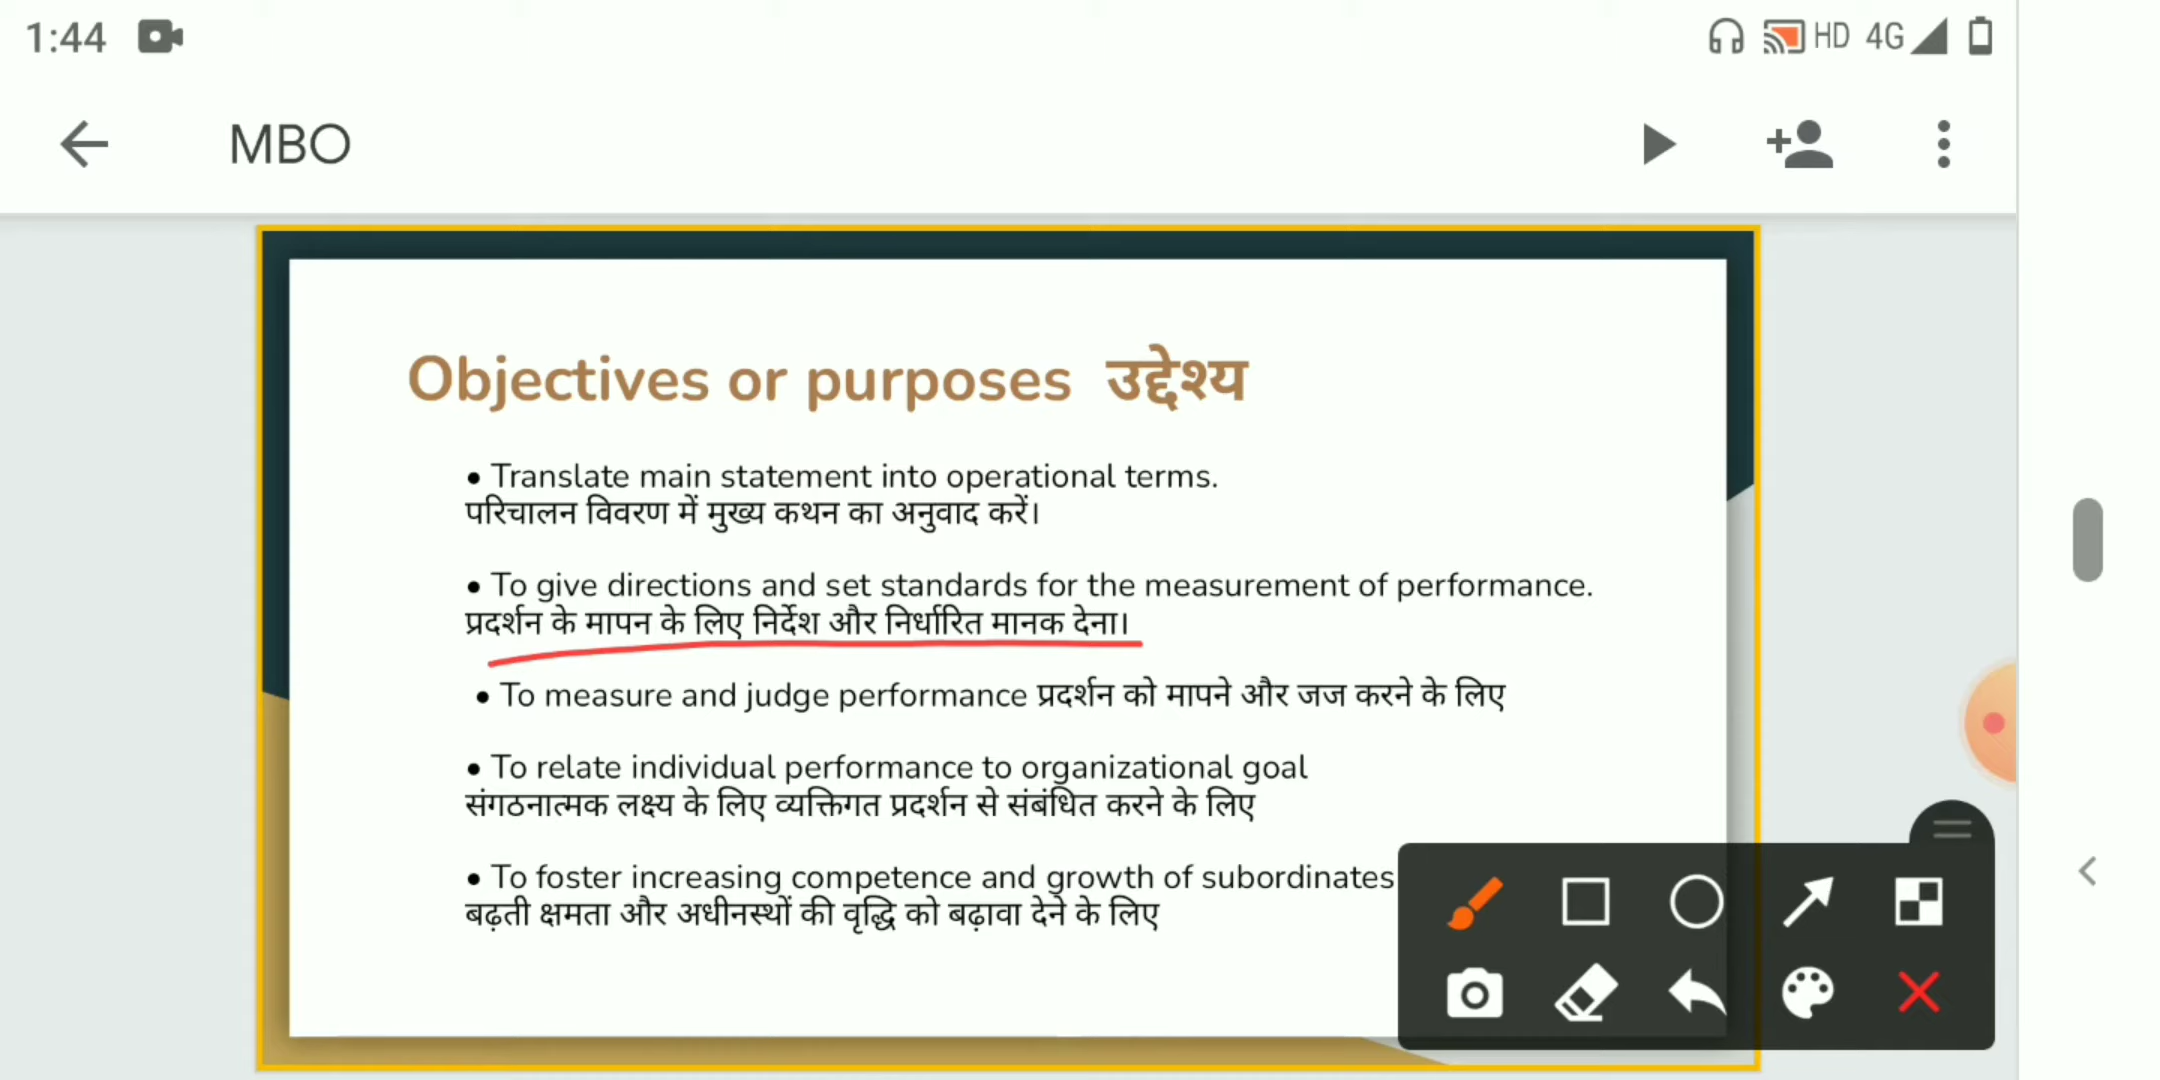 1:44 HD 4G
MBO
Objectives or purposes उद्देश्य
• Translate main statement into operational terms.
परिचालन विवरण में मुख्य कथन का अनुवाद करें।
• To give directions and set standards for the measurement of performance.
प्रदर्शन के मापन के लिए निर्देश और निर्धारित मानक देना।
• To measure and judge performance प्रदर्शन को मापने और जज करने के लिए
• To relate individual performance to organizational goal
संगठनात्मक लक्ष्य के लिए व्यक्तिगत प्रदर्शन से संबंधित करने के लिए
• To foster increasing competence and growth of subordinates
बढ़ती क्षमता और अधीनस्थों की वृद्धि को बढ़ावा देने के लिए